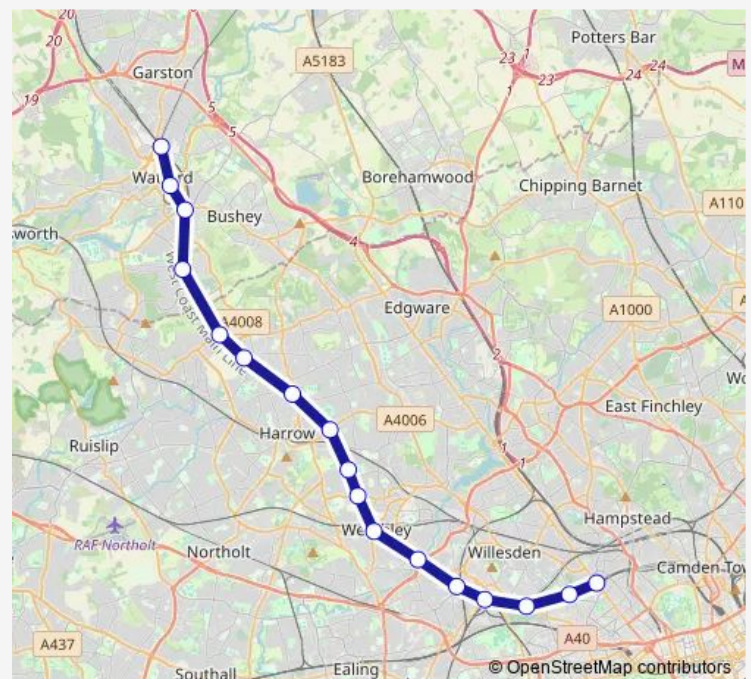 20
Potters Bar
20
A5183
Garston
23
1
23
24
24
M
19
5
5
Borehamwood
Chipping Barnet
A110
Bushey
sworth
4
West Coast Main Line
Edgware
A1000
A4008
2
Wo
East Finchley
A4006
Harrow
Ruislip
1
1
Hampstead
RAF Northolt
Northolt
Willesden
Camden Tow
A437
A40
Southall
Ealing
© OpenStreetMap contributors